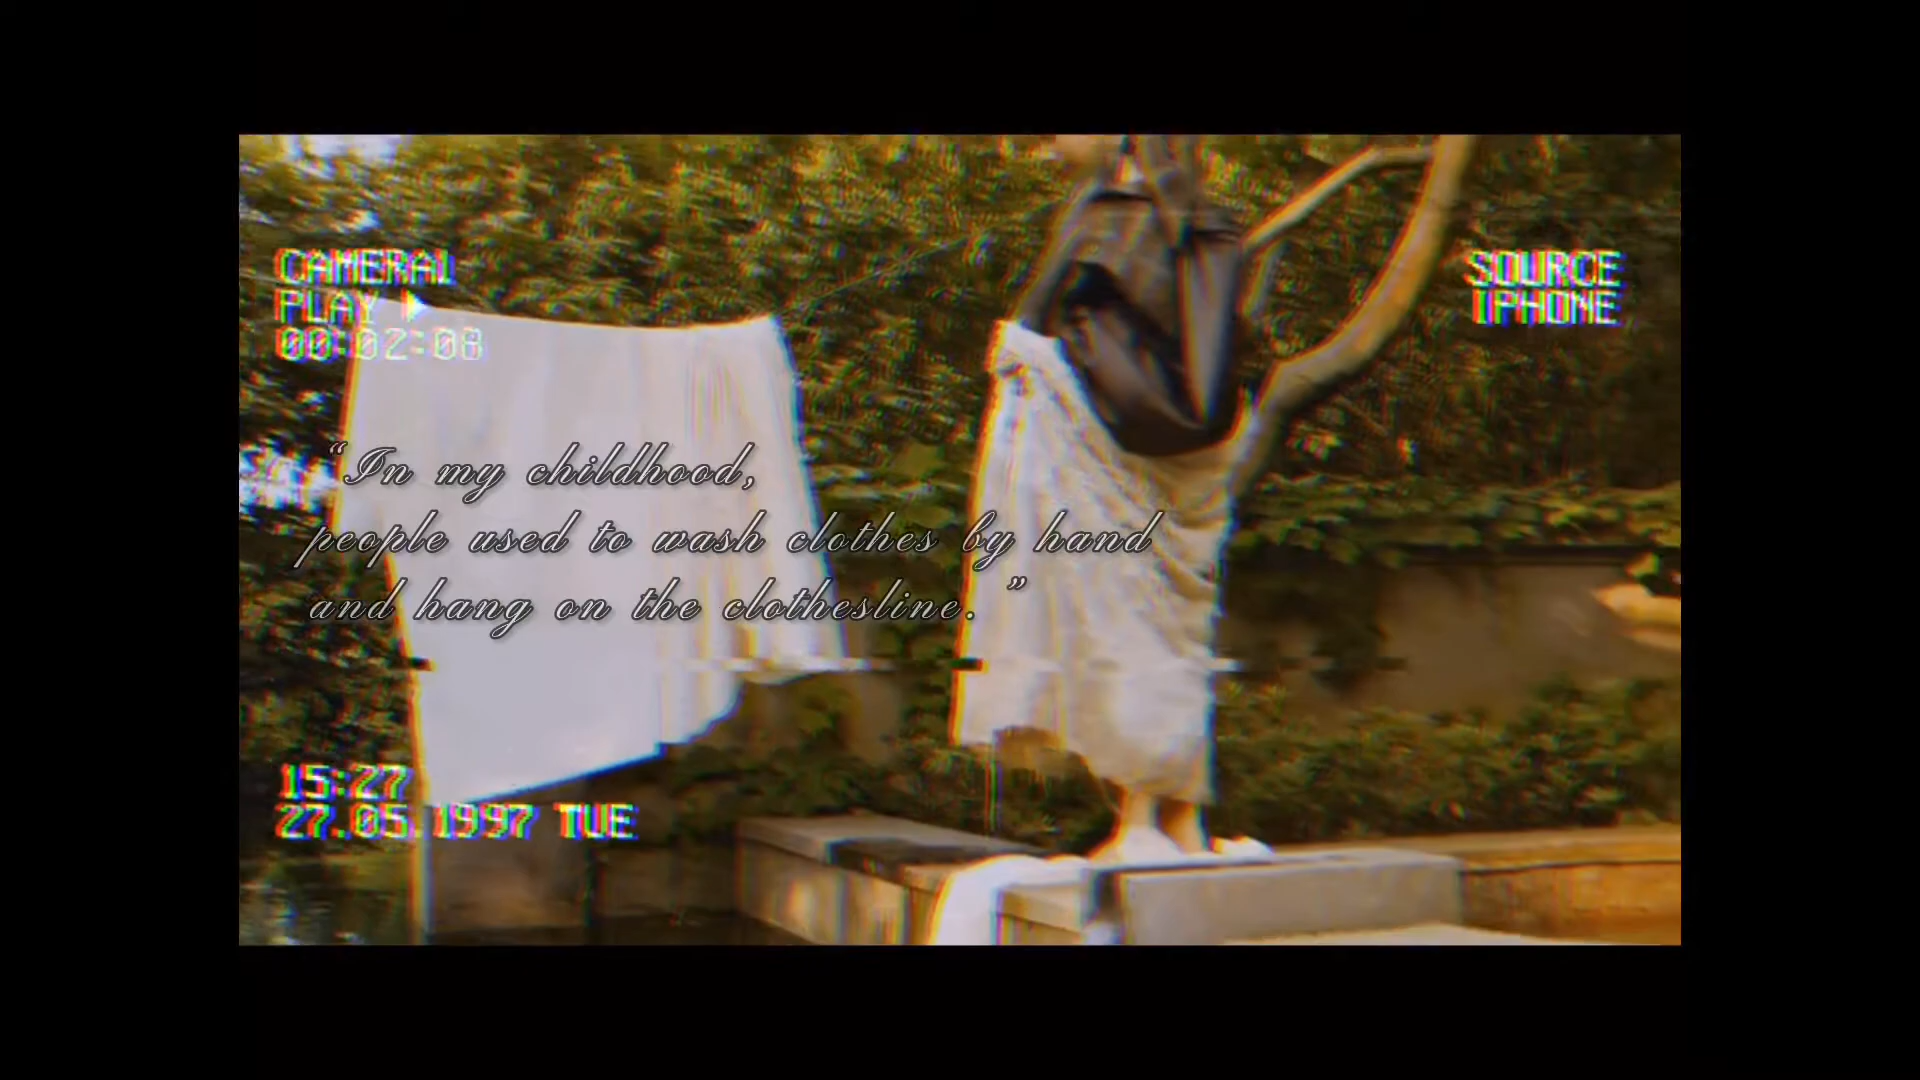 CAMERA1
PLAY
00:02:08
SOURCE
IPHONE
“In my childhood,
people used to wash clothes by hand
and hang on the clothesline.”
15:27
27.05.1997 TUE